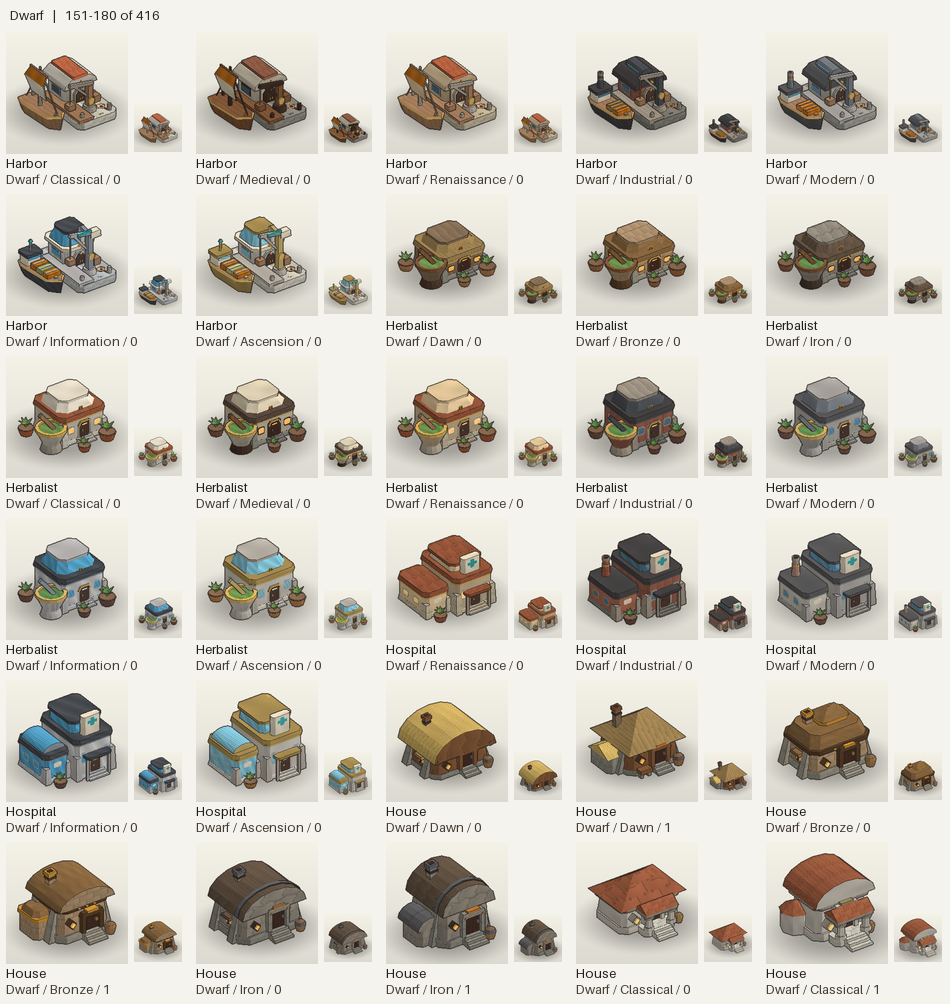 Dwarf | 151-180 of 416
Harbor
Dwarf / Classical / 0
Harbor
Dwarf / Medieval / 0
Harbor
Dwarf / Renaissance / 0
Harbor
Dwarf / Industrial / 0
Harbor
Dwarf / Modern / 0
Harbor
Dwarf / Information / 0
Harbor
Dwarf / Ascension / 0
Herbalist
Dwarf / Dawn / 0
Herbalist
Dwarf / Bronze / 0
Herbalist
Dwarf / Iron / 0
Herbalist
Dwarf / Classical / 0
Herbalist
Dwarf / Medieval / 0
Herbalist
Dwarf / Renaissance / 0
Herbalist
Dwarf / Industrial / 0
Herbalist
Dwarf / Modern / 0
Herbalist
Dwarf / Information / 0
Herbalist
Dwarf / Ascension / 0
Hospital
Dwarf / Renaissance / 0
Hospital
Dwarf / Industrial / 0
Hospital
Dwarf / Modern / 0
Hospital
Dwarf / Information / 0
Hospital
Dwarf / Ascension / 0
House
Dwarf / Dawn / 0
House
Dwarf / Dawn / 1
House
Dwarf / Bronze / 0
House
Dwarf / Bronze / 1
House
Dwarf / Iron / 0
House
Dwarf / Iron / 1
House
Dwarf / Classical / 0
House
Dwarf / Classical / 1